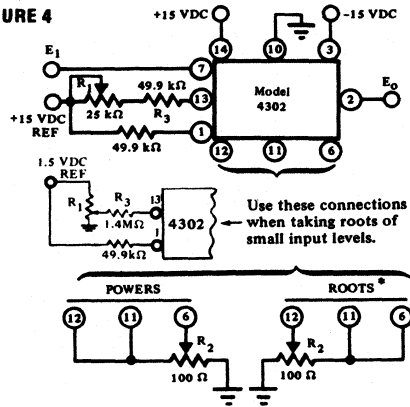 URE 4
+15 VDC
-15 VDC
14
10
3
E1
7
R1
49.9 kΩ
Model
4302
2
Eo
+15 VDC
REF
25 kΩ
R3
13
49.9 kΩ
1
12
11
6
1.5 VDC
REF
R1
R3
1.4MΩ
13
4302
1
49.9kΩ
Use these connections
when taking roots of
small input levels.
POWERS
ROOTS*
12
11
6
R2
100 Ω
12
11
6
R2
100 Ω